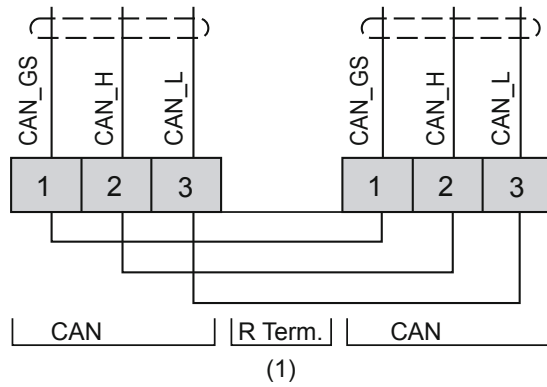 CAN_GS CAN_H CAN_L CAN_GS CAN_H CAN_L
1 2 3 1 2 3
CAN R Term. CAN
(1)